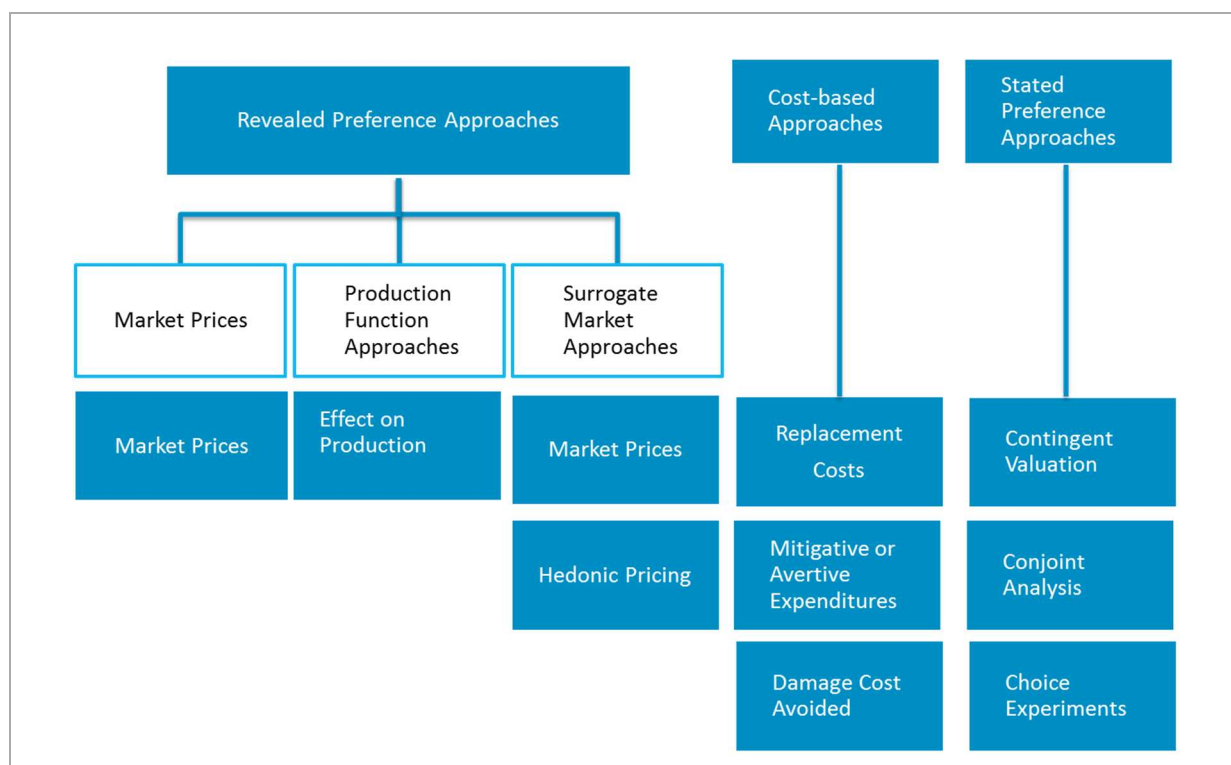 Revealed Preference Approaches
Cost-based
Approaches
Stated
Preference
Approaches
Market Prices
Production
Function
Approaches
Surrogate
Market
Approaches
Market Prices
Effect on
Production
Market Prices
Replacement
Costs
Contingent
Valuation
Hedonic Pricing
Mitigative or
Avertive
Expenditures
Conjoint
Analysis
Damage Cost
Avoided
Choice
Experiments